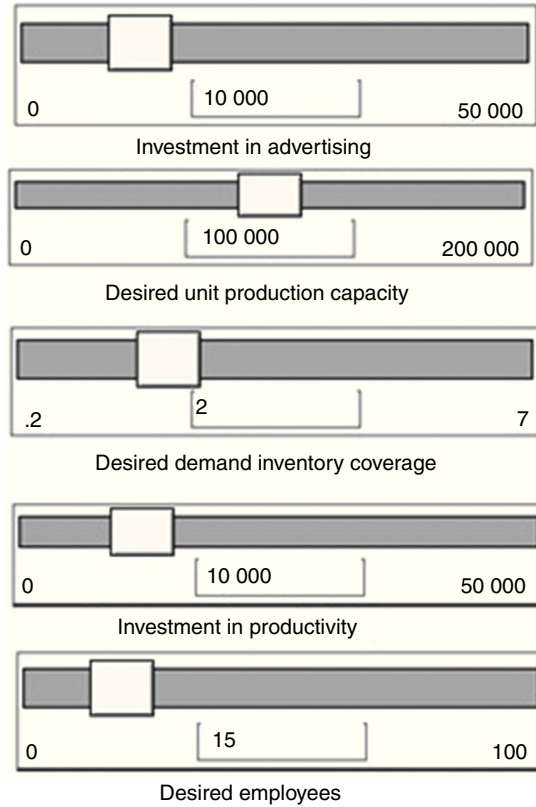 10 000
0 50 000
Investment in advertising
100 000
0 200 000
Desired unit production capacity
2
.2 7
Desired demand inventory coverage
10 000
0 50 000
Investment in productivity
15
0 100
Desired employees